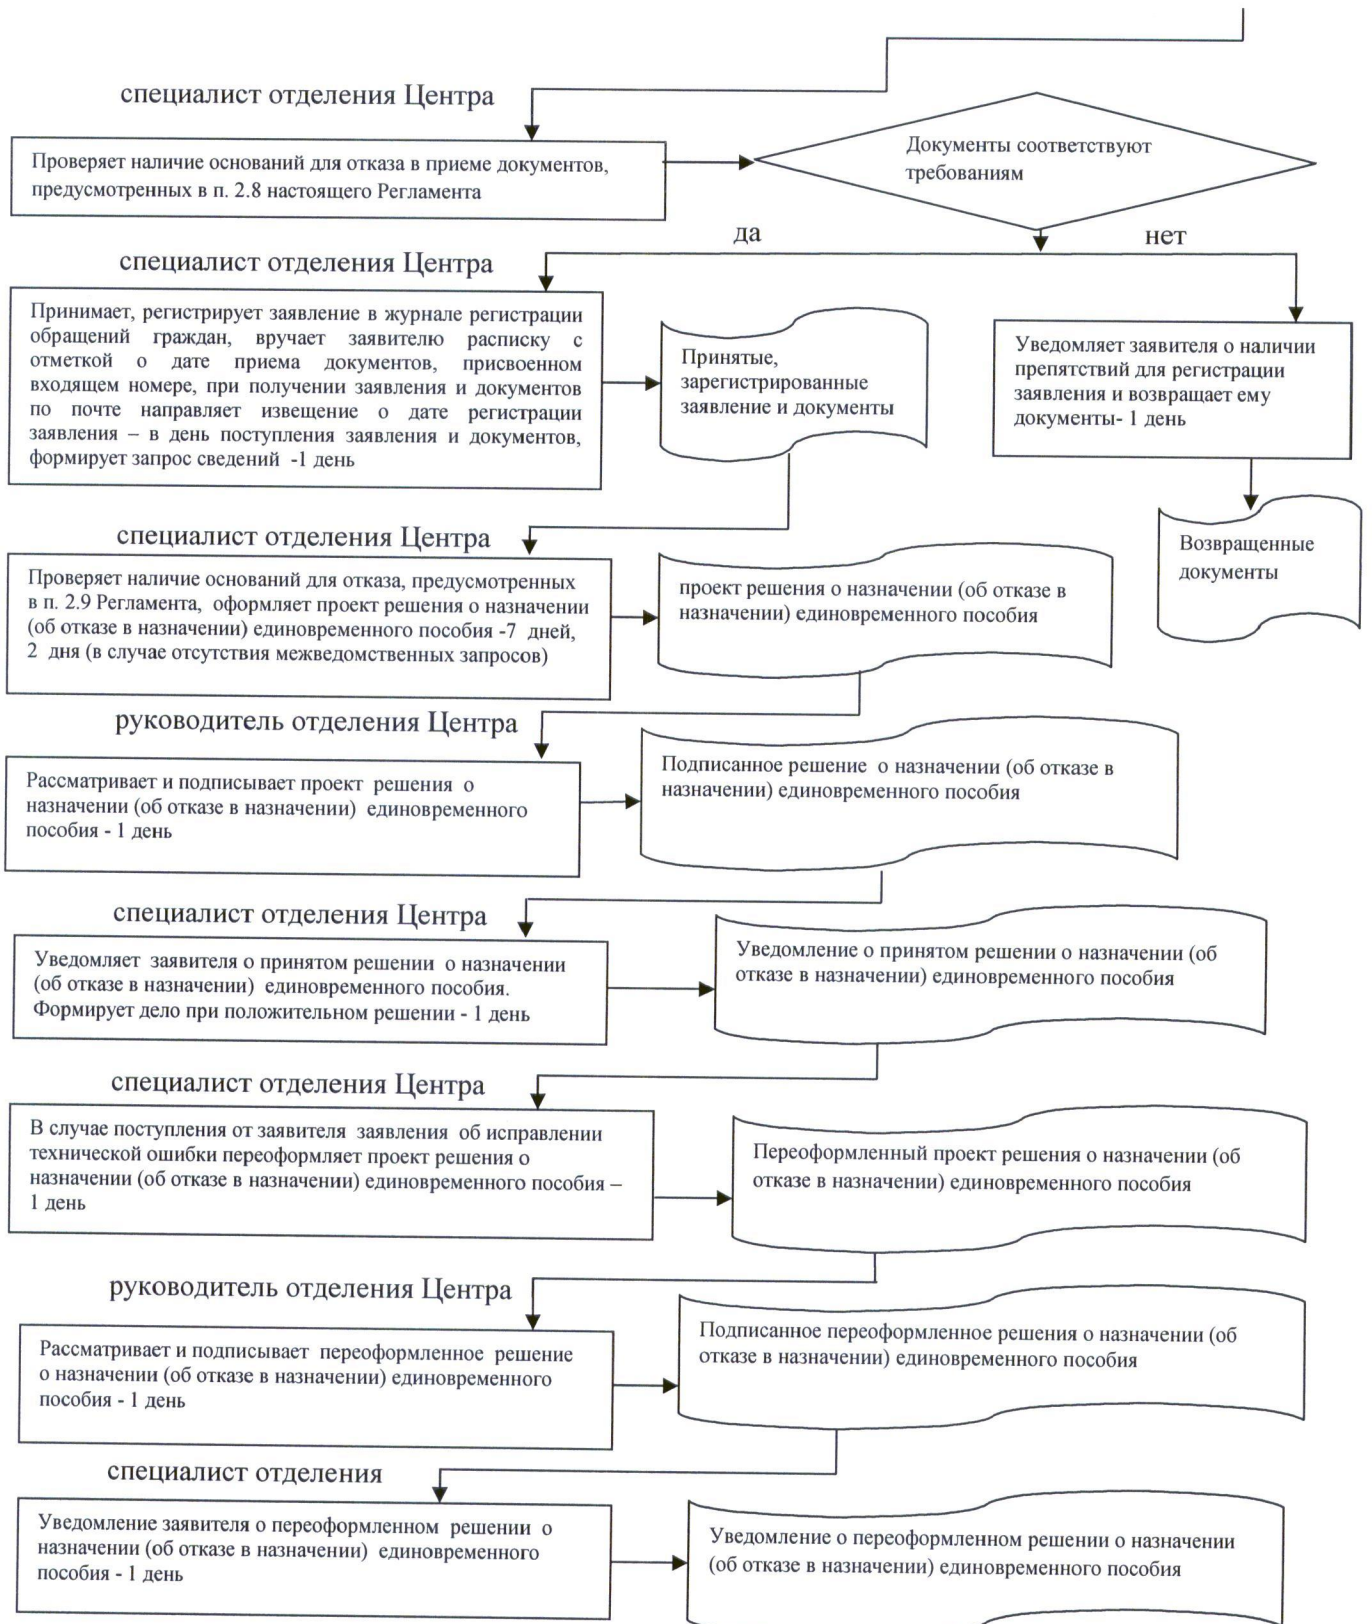 специалист отделения Центра
Проверяет наличие оснований для отказа в приеме документов,
предусмотренных в п. 2.8 настоящего Регламента
Документы соответствуют
требованиям
да
нет
специалист отделения Центра
Принимает, регистрирует заявление в журнале регистрации
обращений граждан, вручает заявителю расписку с
отметкой о дате приема документов, присвоенном
входящем номере, при получении заявления и документов
по почте направляет извещение о дате регистрации
заявления – в день поступления заявления и документов,
формирует запрос сведений -1 день
Принятые,
зарегистрированные
заявление и документы
Уведомляет заявителя о наличии
препятствий для регистрации
заявления и возвращает ему
документы- 1 день
Возвращенные
документы
специалист отделения Центра
Проверяет наличие оснований для отказа, предусмотренных
в п. 2.9 Регламента, оформляет проект решения о назначении
(об отказе в назначении) единовременного пособия -7 дней,
2 дня (в случае отсутствия межведомственных запросов)
проект решения о назначении (об отказе в
назначении) единовременного пособия
руководитель отделения Центра
Рассматривает и подписывает проект решения о
назначении (об отказе в назначении) единовременного
пособия - 1 день
Подписанное решение о назначении (об отказе в
назначении) единовременного пособия
специалист отделения Центра
Уведомляет заявителя о принятом решении о назначении
(об отказе в назначении) единовременного пособия.
Формирует дело при положительном решении - 1 день
Уведомление о принятом решении о назначении (об
отказе в назначении) единовременного пособия
специалист отделения Центра
В случае поступления от заявителя заявления об исправлении
технической ошибки переоформляет проект решения о
назначении (об отказе в назначении) единовременного пособия –
1 день
Переоформленный проект решения о назначении (об
отказе в назначении) единовременного пособия
руководитель отделения Центра
Рассматривает и подписывает переоформленное решение
о назначении (об отказе в назначении) единовременного
пособия - 1 день
Подписанное переоформленное решения о назначении (об
отказе в назначении) единовременного пособия
специалист отделения
Уведомление заявителя о переоформленном решении о
назначении (об отказе в назначении) единовременного
пособия - 1 день
Уведомление о переоформленном решении о назначении
(об отказе в назначении) единовременного пособия